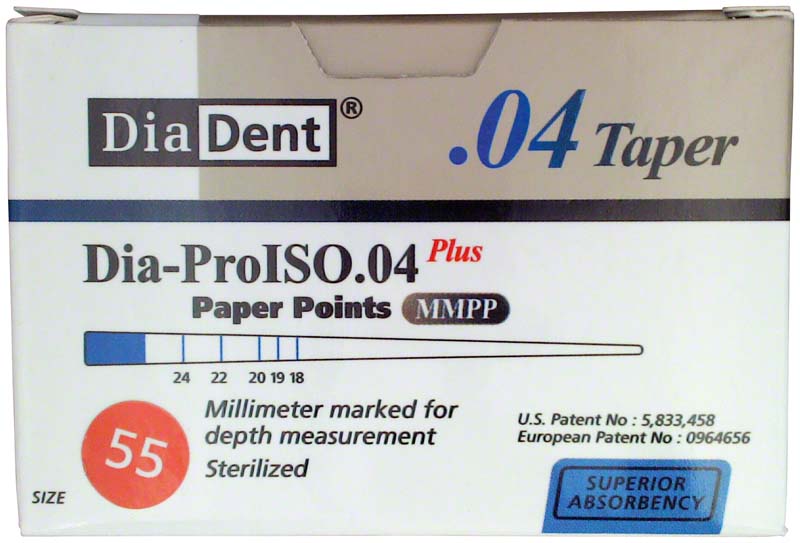 DiaDent®
.04 Taper
Dia-ProISO.04 Plus
Paper Points MMPP
24 22 20 19 18
55
SIZE
Millimeter marked for
depth measurement
Sterilized
U.S. Patent No : 5,833,458
European Patent No : 0964656
SUPERIOR
ABSORBENCY